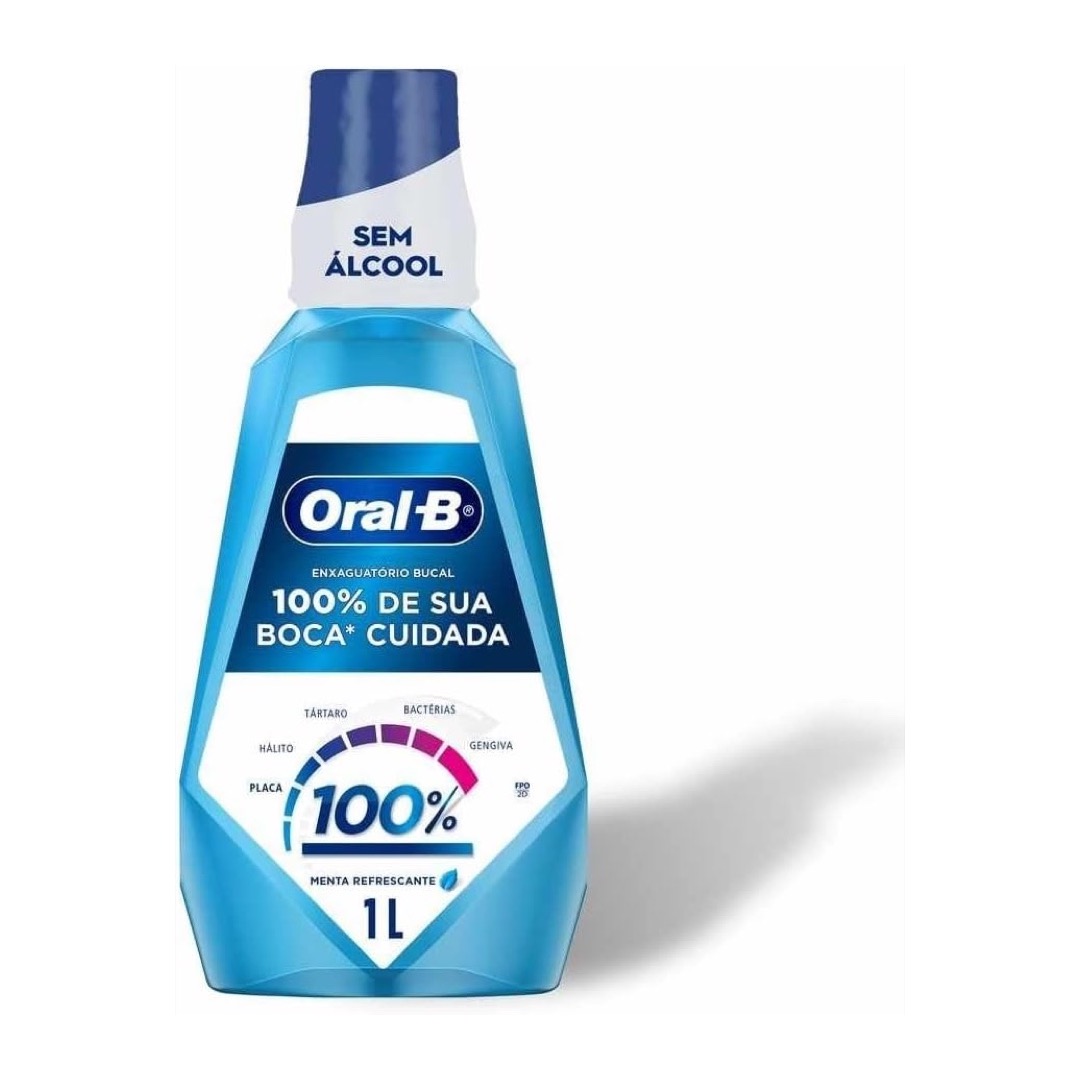 SEM
ÁLCOOL
Oral-B®
ENXAGUATÓRIO BUCAL
100% DE SUA
BOCA* CUIDADA
TÁRTARO
BACTÉRIAS
HÁLITO
GENGIVA
PLACA
FPO
2D
100%
MENTA REFRESCANTE
1 L